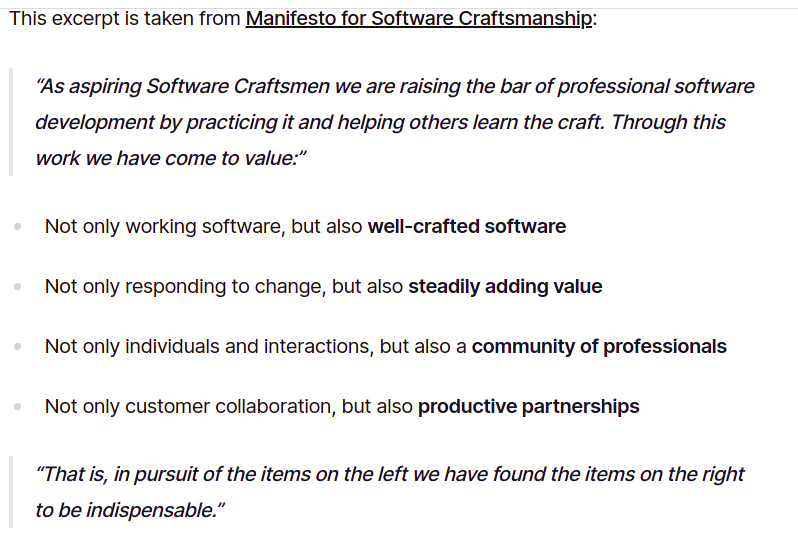 This excerpt is taken from Manifesto for Software Craftsmanship:
“As aspiring Software Craftsmen we are raising the bar of professional software
development by practicing it and helping others learn the craft. Through this
work we have come to value:”
Not only working software, but also well-crafted software
Not only responding to change, but also steadily adding value
Not only individuals and interactions, but also a community of professionals
Not only customer collaboration, but also productive partnerships
“That is, in pursuit of the items on the left we have found the items on the right
to be indispensable.”